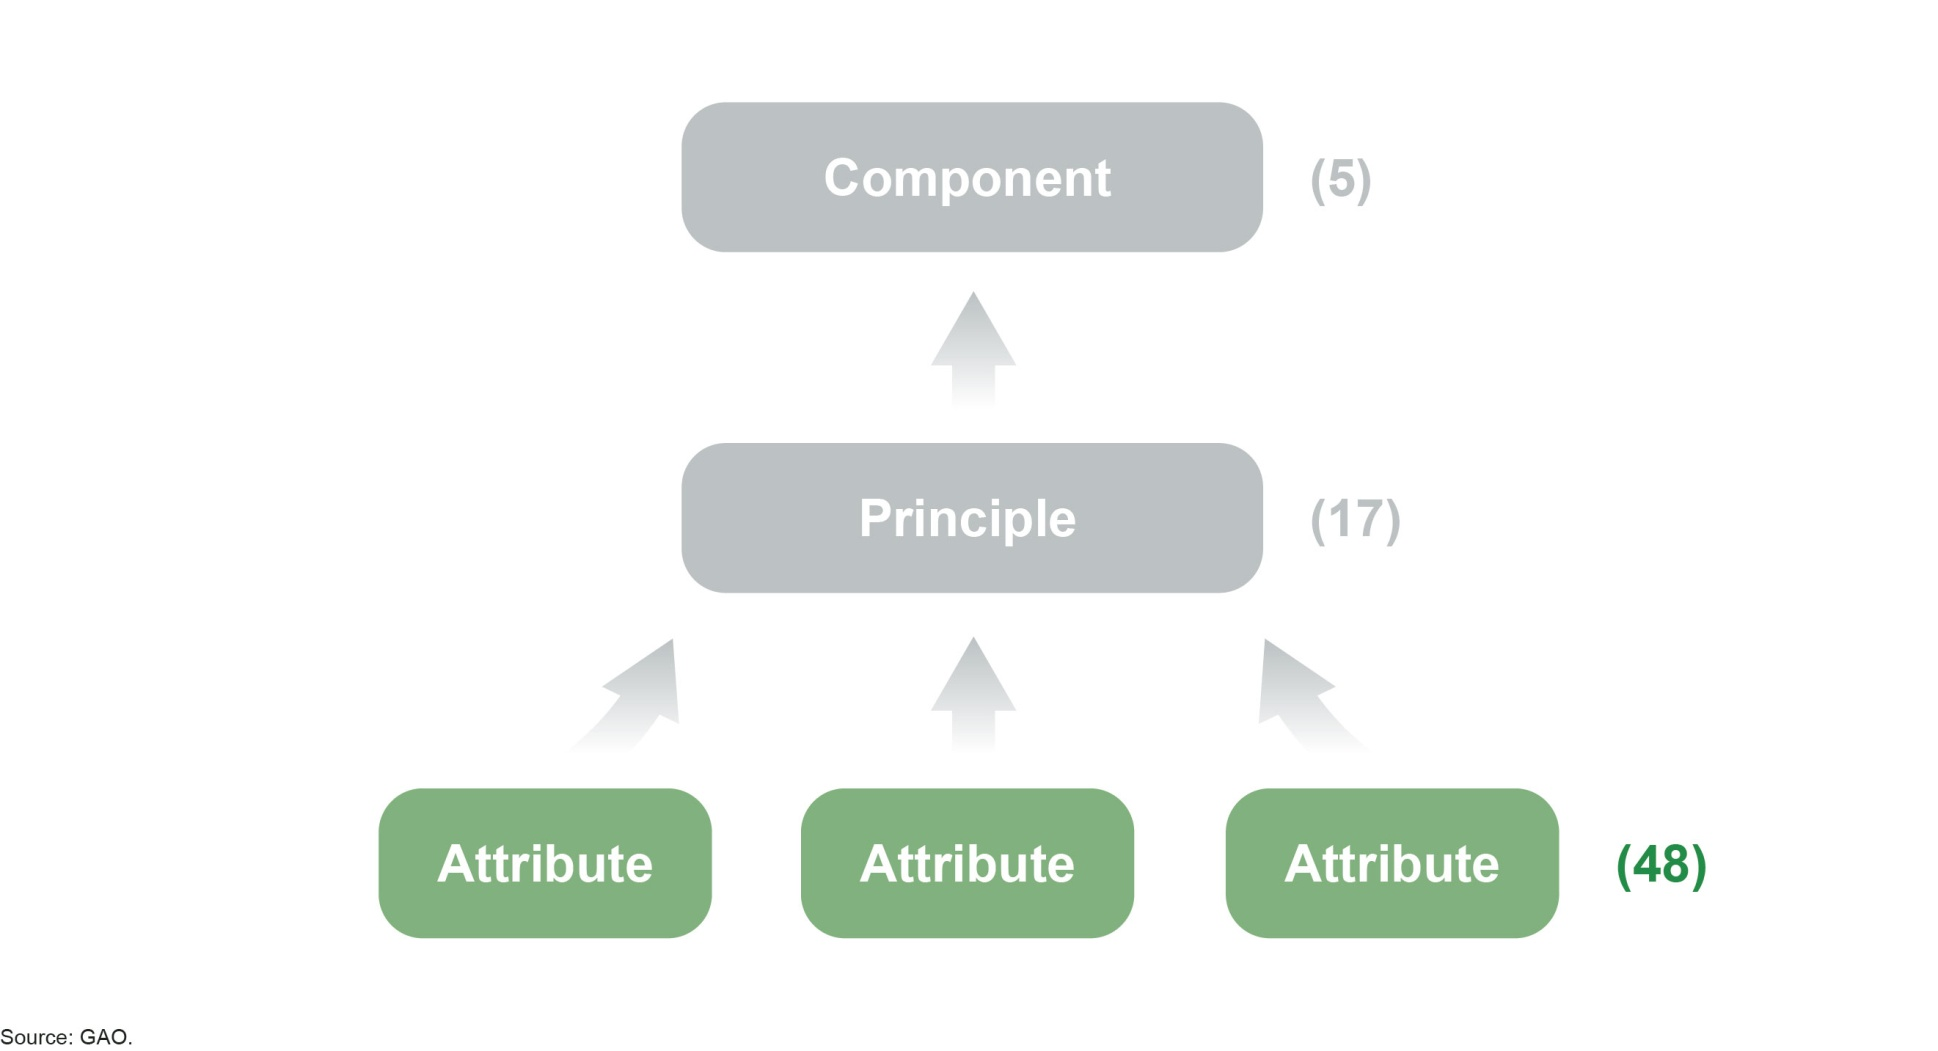 Component (5)
Principle (17)
Attribute Attribute Attribute (48)
Source: GAO.